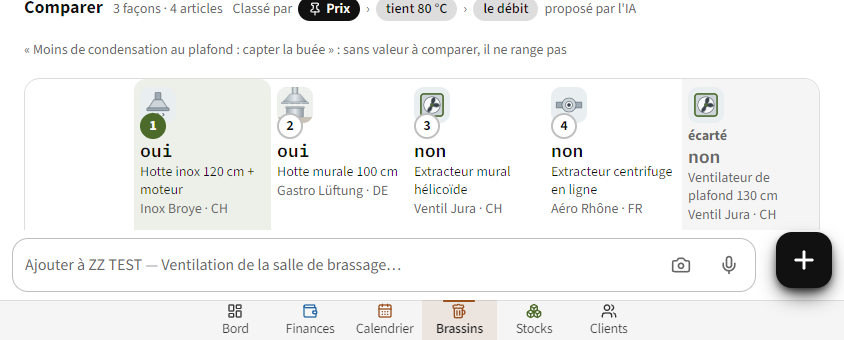 Comparer 3 façons · 4 articles Classé par Prix › tient 80 °C › le débit proposé par l'IA
« Moins de condensation au plafond : capter la buée » : sans valeur à comparer, il ne range pas
1
oui
Hotte inox 120 cm + moteur
Inox Broye · CH
2
oui
Hotte murale 100 cm
Gastro Lüftung · DE
3
non
Extracteur mural hélicoïde
Ventil Jura · CH
4
non
Extracteur centrifuge en ligne
Aéro Rhône · FR
écarté
non
Ventilateur de plafond 130 cm
Ventil Jura · CH
Ajouter à ZZ TEST — Ventilation de la salle de brassage…
Bord Finances Calendrier Brassins Stocks Clients